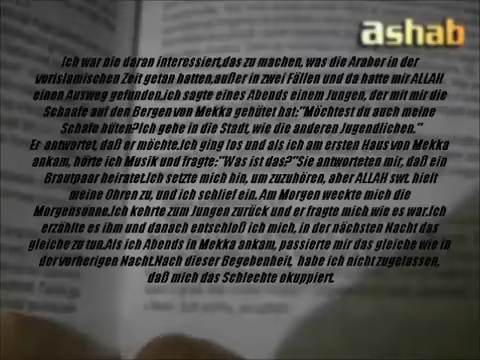 ashab
Ich war nie daran interessiert,das zu machen, was die Araber in der
vorislamischen Zeit getan hatten,außer in zwei Fällen und da hatte mir ALLAH
einen Ausweg gefunden.ich sagte eines Abends einem Jungen, der mit mir die
Schaafe auf den Bergen von Mekka gehütet hat:"Möchtest du auch meine
Schafe hüten?Ich gehe in die Stadt, wie die anderen Jugendlichen."
Er antwortet, daß er möchte.Ich ging los und als ich am ersten Haus von Mekka
ankam, hörte ich Musik und fragte:"Was ist das?"Sie antworteten mir, daß ein
Brautpaar heiratet.Ich setzte mich hin, um zuzuhören, aber ALLAH swt. hielt
meine Ohren zu, und ich schlief ein. Am Morgen weckte mich die
Morgensonne.Ich kehrte zum Jungen zurück und er fragte mich wie es war.Ich
erzählte es ihm und danach entschloß ich mich, in der nächsten Nacht das
gleiche zu tun.Als ich Abends in Mekka ankam, passierte mir das gleiche wie in
der vorherigen Nacht.Nach dieser Begehenheit, habe ich nicht zugelassen,
daß mich das Schlechte okuppiert.